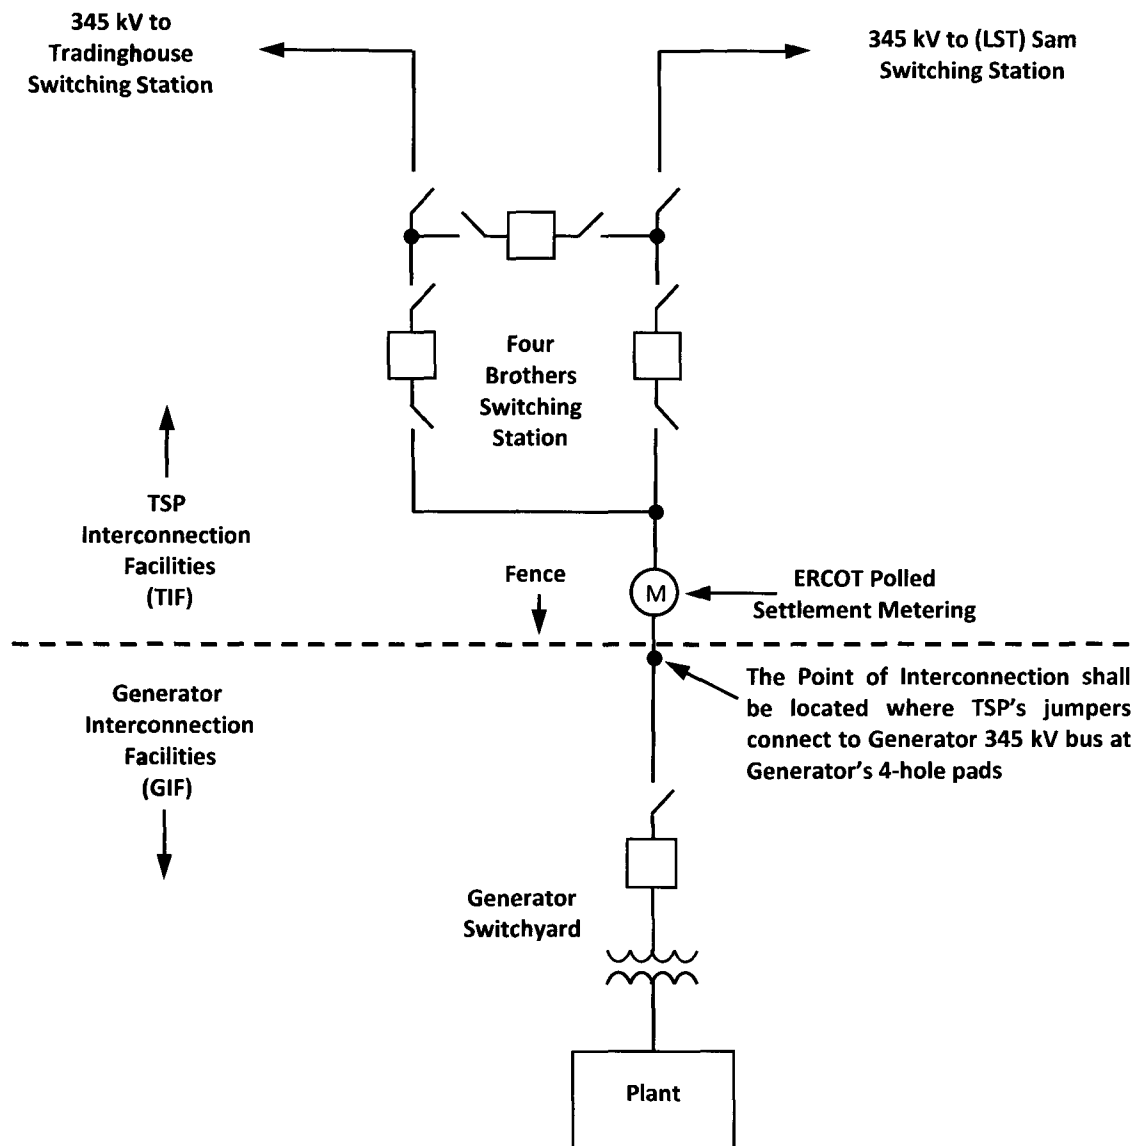 345 kV to
Tradinghouse
Switching Station
345 kV to (LST) Sam
Switching Station
Four
Brothers
Switching
Station
TSP
Interconnection
Facilities
(TIF)
Fence
M
ERCOT Polled
Settlement Metering
Generator
Interconnection
Facilities
(GIF)
The Point of Interconnection shall
be located where TSP's jumpers
connect to Generator 345 kV bus at
Generator's 4-hole pads
Generator
Switchyard
Plant